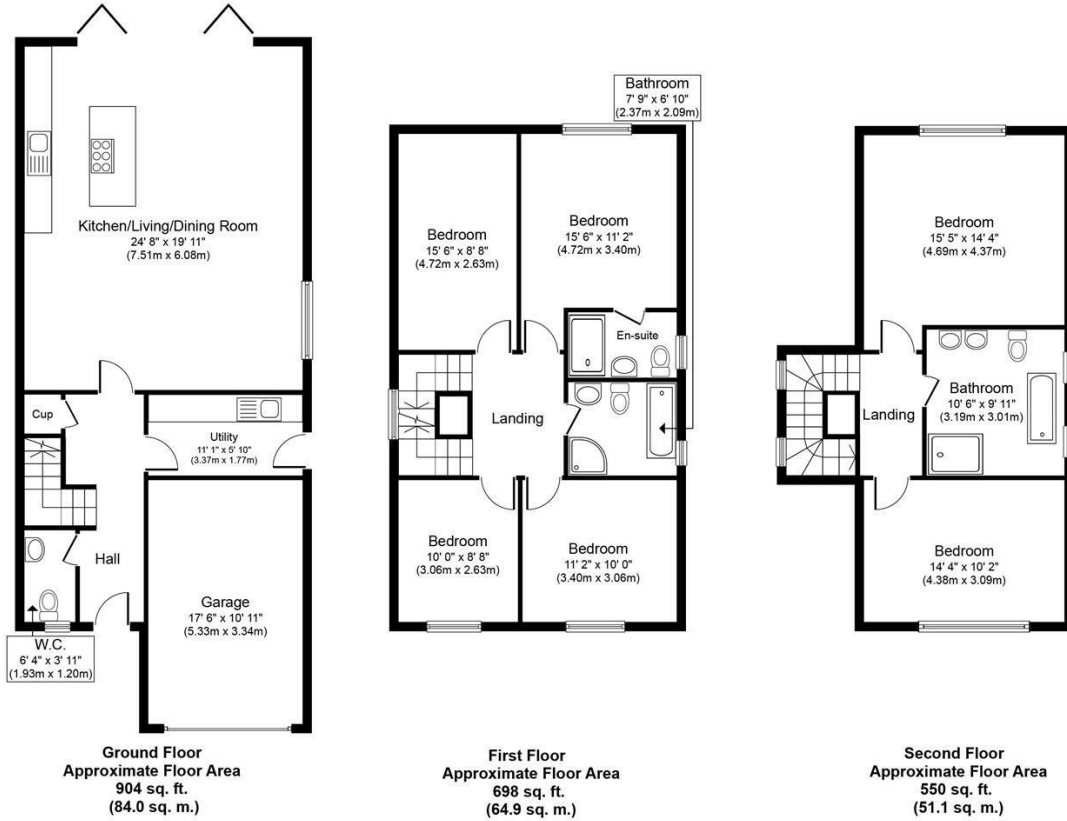 Kitchen/Living/Dining Room
24' 8" x 19' 11"
(7.51m x 6.08m)
Cup
Utility
11' 1" x 5' 10"
(3.37m x 1.77m)
Hall
Garage
17' 6" x 10' 11"
(5.33m x 3.34m)
W.C.
6' 4" x 3' 11"
(1.93m x 1.20m)
Ground Floor
Approximate Floor Area
904 sq. ft.
(84.0 sq. m.)
Bathroom
7' 9" x 6' 10"
(2.37m x 2.09m)
Bedroom
15' 6" x 8' 8"
(4.72m x 2.63m)
Bedroom
15' 6" x 11' 2"
(4.72m x 3.40m)
En-suite
Landing
Bedroom
10' 0" x 8' 8"
(3.06m x 2.63m)
Bedroom
11' 2" x 10' 0"
(3.40m x 3.06m)
First Floor
Approximate Floor Area
698 sq. ft.
(64.9 sq. m.)
Bedroom
15' 5" x 14' 4"
(4.69m x 4.37m)
Bathroom
10' 6" x 9' 11"
(3.19m x 3.01m)
Landing
Bedroom
14' 4" x 10' 2"
(4.38m x 3.09m)
Second Floor
Approximate Floor Area
550 sq. ft.
(51.1 sq. m.)